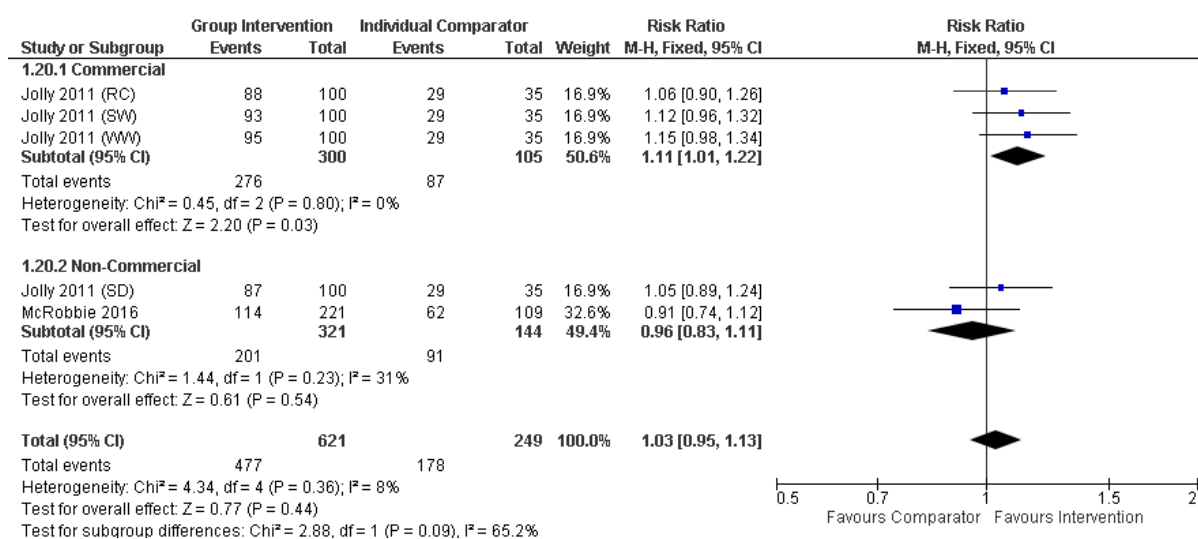 Group Intervention Individual Comparator Risk Ratio Risk Ratio
Study or Subgroup Events Total Events Total Weight M-H, Fixed, 95% CI M-H, Fixed, 95% CI
1.20.1 Commercial
Jolly 2011 (RC) 88 100 29 35 16.9% 1.06 [0.90, 1.26]
Jolly 2011 (SW) 93 100 29 35 16.9% 1.12 [0.96, 1.32]
Jolly 2011 (WW) 95 100 29 35 16.9% 1.15 [0.98, 1.34]
Subtotal (95% CI) 300 105 50.6% 1.11 [1.01, 1.22]
Total events 276 87
Heterogeneity: Chi² = 0.45, df = 2 (P = 0.80); I² = 0%
Test for overall effect: Z = 2.20 (P = 0.03)
1.20.2 Non-Commercial
Jolly 2011 (SD) 87 100 29 35 16.9% 1.05 [0.89, 1.24]
McRobbie 2016 114 221 62 109 32.6% 0.91 [0.74, 1.12]
Subtotal (95% CI) 321 144 49.4% 0.96 [0.83, 1.11]
Total events 201 91
Heterogeneity: Chi² = 1.44, df = 1 (P = 0.23); I² = 31%
Test for overall effect: Z = 0.61 (P = 0.54)
Total (95% CI) 621 249 100.0% 1.03 [0.95, 1.13]
Total events 477 178
Heterogeneity: Chi² = 4.34, df = 4 (P = 0.36); I² = 8%
Test for overall effect: Z = 0.77 (P = 0.44)
Test for subgroup differences: Chi² = 2.88, df = 1 (P = 0.09), I² = 65.2%
0.5 0.7 1 1.5 2
Favours Comparator Favours Intervention